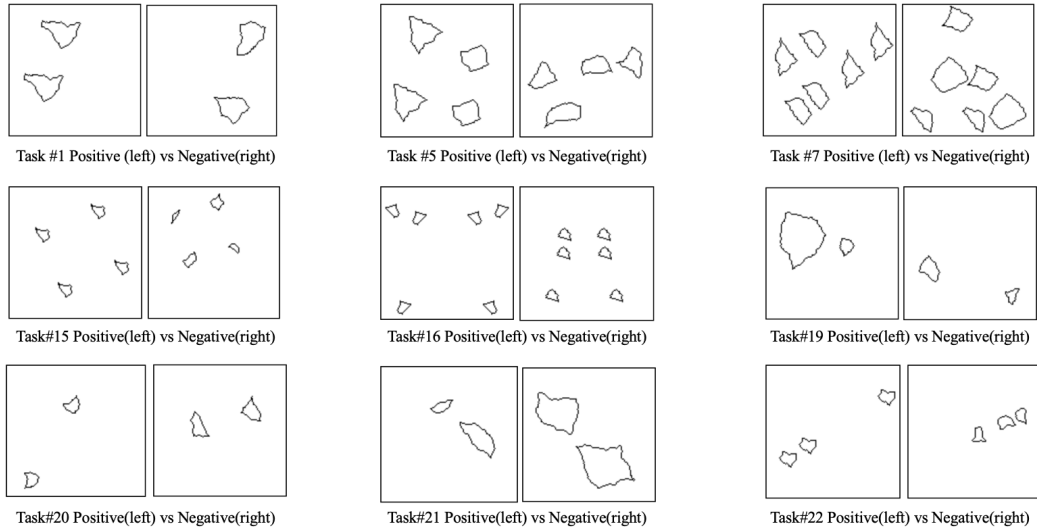 Task #1 Positive (left) vs Negative(right)
Task #5 Positive (left) vs Negative(right)
Task #7 Positive (left) vs Negative(right)
Task#15 Positive(left) vs Negative(right)
Task#16 Positive(left) vs Negative(right)
Task#19 Positive(left) vs Negative(right)
Task#20 Positive(left) vs Negative(right)
Task#21 Positive(left) vs Negative(right)
Task#22 Positive(left) vs Negative(right)